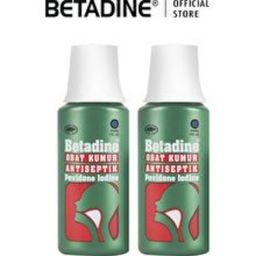 BETADINE®
OFFICIAL
STORE
Betadine®
OBAT KUMUR
ANTISEPTIK
Povidone Iodine
Betadine®
OBAT KUMUR
ANTISEPTIK
Povidone Iodine